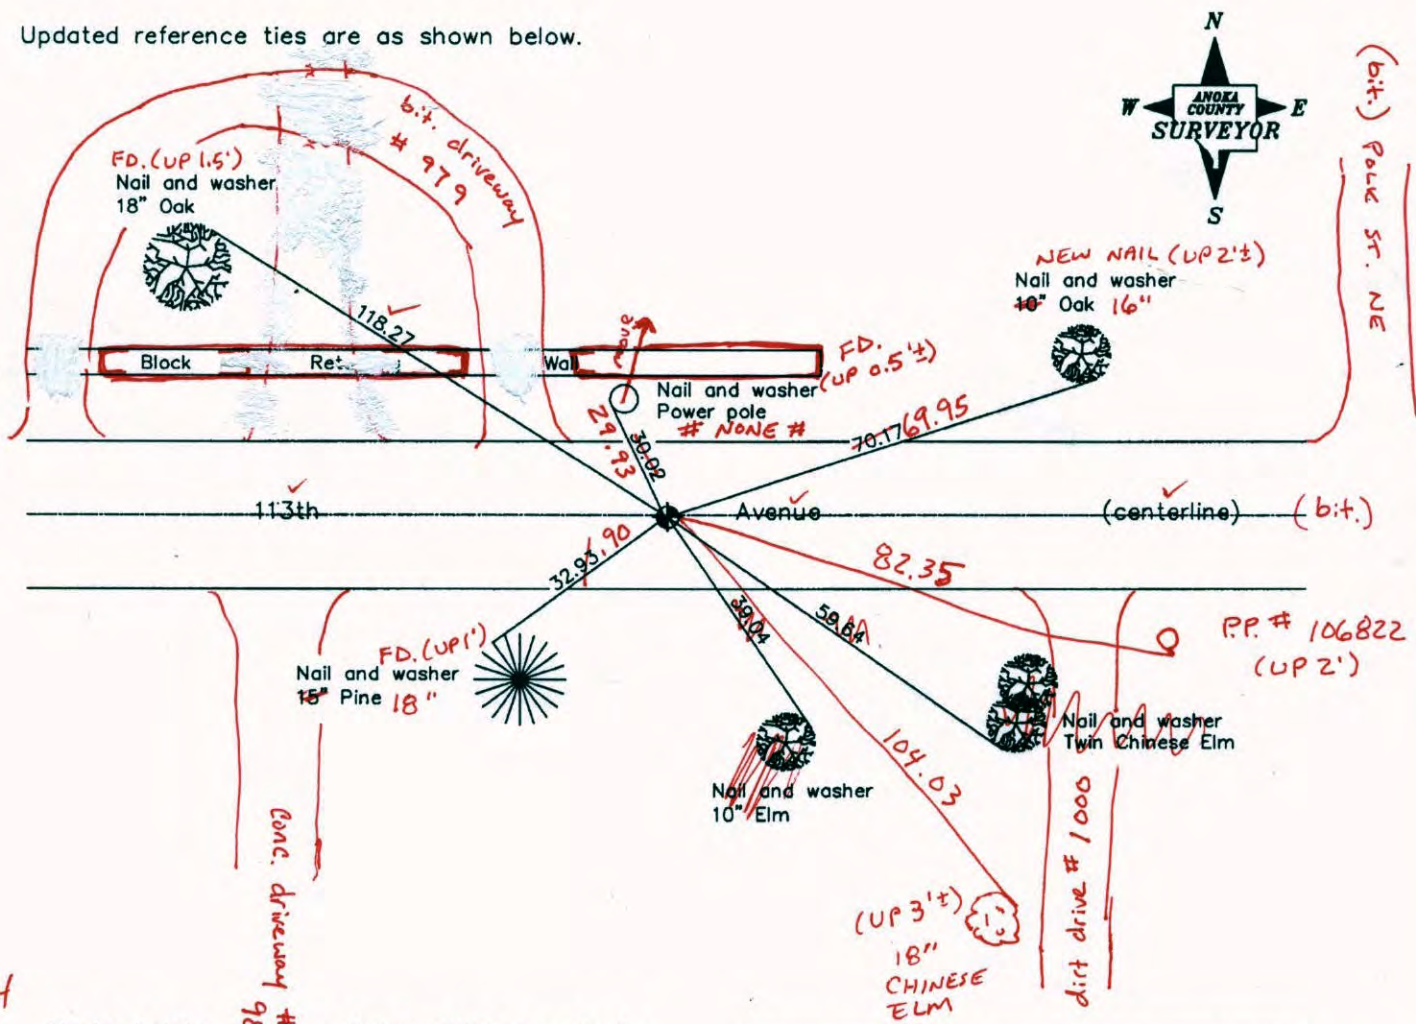 Updated reference ties are as shown below.
N
W
ANOKA
COUNTY
E
SURVEYOR
S
(bit.) POLK ST. NE
bit. driveway
# 979
FD. (UP 1.5')
Nail and washer
18" Oak
118.27
NEW NAIL (UP 2'±)
Nail and washer
10" Oak 16"
Block Ret. Wall
move
FD.
(UP 0.5'±)
Nail and washer
Power pole
# NONE #
29.93
30.02
70.17 69.95
113th Avenue (centerline) (bit.)
32.93 .90
82.35
39.04
59.64
P.P. # 106822
(UP 2')
FD. (UP 1')
Nail and washer
15" Pine 18"
Nail and washer
Twin Chinese Elm
104.03
Nail and washer
10" Elm
Conc. driveway #
98
dirt drive # 1000
(UP 3'±)
18"
CHINESE
ELM